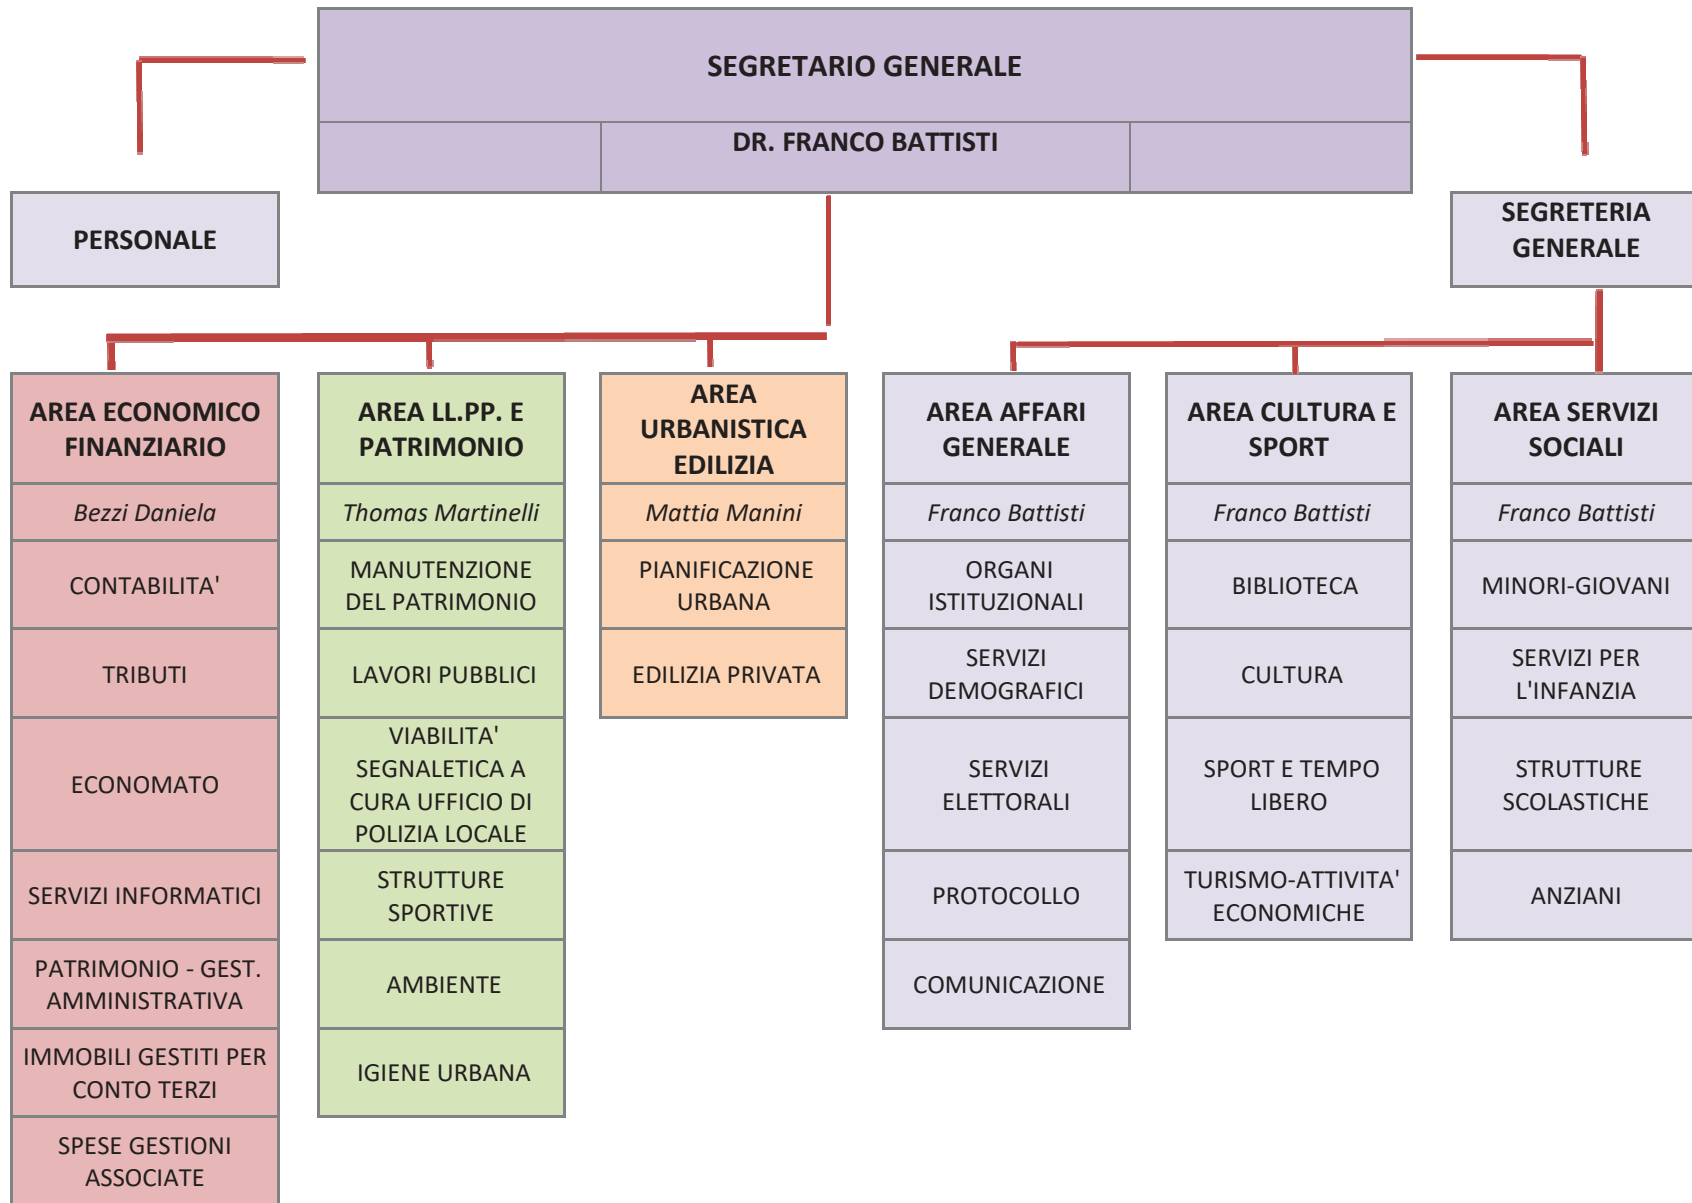 SEGRETARIO GENERALE
DR. FRANCO BATTISTI
PERSONALE
SEGRETERIA
GENERALE
AREA ECONOMICO
FINANZIARIO
Bezzi Daniela
CONTABILITA'
TRIBUTI
ECONOMATO
SERVIZI INFORMATICI
PATRIMONIO - GEST.
AMMINISTRATIVA
IMMOBILI GESTITI PER
CONTO TERZI
SPESE GESTIONI
ASSOCIATE
AREA LL.PP. E
PATRIMONIO
Thomas Martinelli
MANUTENZIONE
DEL PATRIMONIO
LAVORI PUBBLICI
VIABILITA'
SEGNALETICA A
CURA UFFICIO DI
POLIZIA LOCALE
STRUTTURE
SPORTIVE
AMBIENTE
IGIENE URBANA
AREA
URBANISTICA
EDILIZIA
Mattia Manini
PIANIFICAZIONE
URBANA
EDILIZIA PRIVATA
AREA AFFARI
GENERALE
Franco Battisti
ORGANI
ISTITUZIONALI
SERVIZI
DEMOGRAFICI
SERVIZI
ELETTORALI
PROTOCOLLO
COMUNICAZIONE
AREA CULTURA E
SPORT
Franco Battisti
BIBLIOTECA
CULTURA
SPORT E TEMPO
LIBERO
TURISMO-ATTIVITA'
ECONOMICHE
AREA SERVIZI
SOCIALI
Franco Battisti
MINORI-GIOVANI
SERVIZI PER
L'INFANZIA
STRUTTURE
SCOLASTICHE
ANZIANI